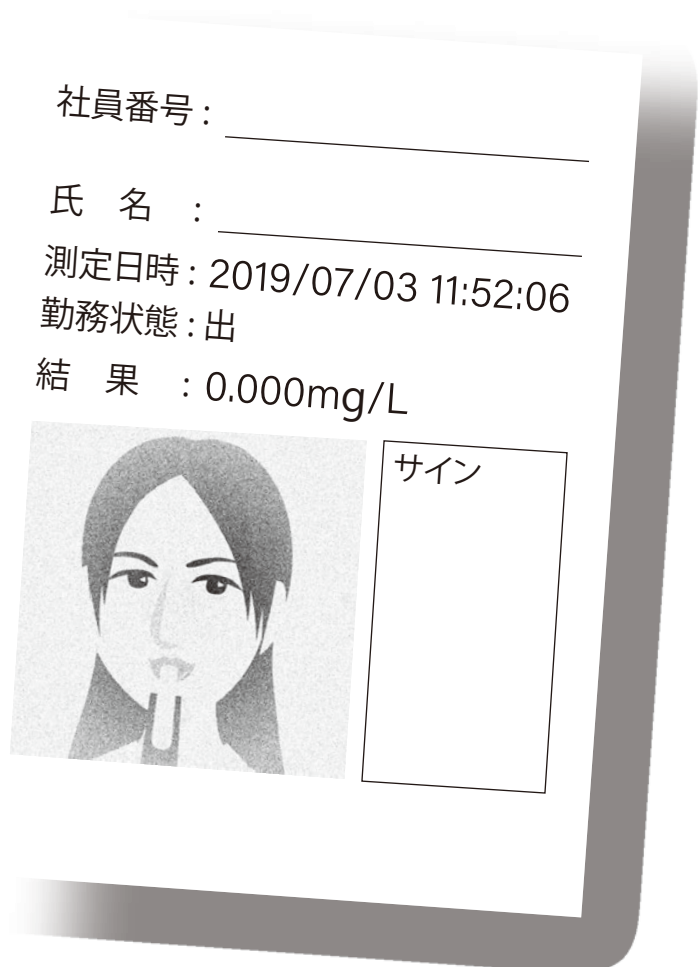 社員番号：
氏　名　：
測定日時：2019/07/03 11:52:06
勤務状態：出
結　果　：0.000mg/L
サイン